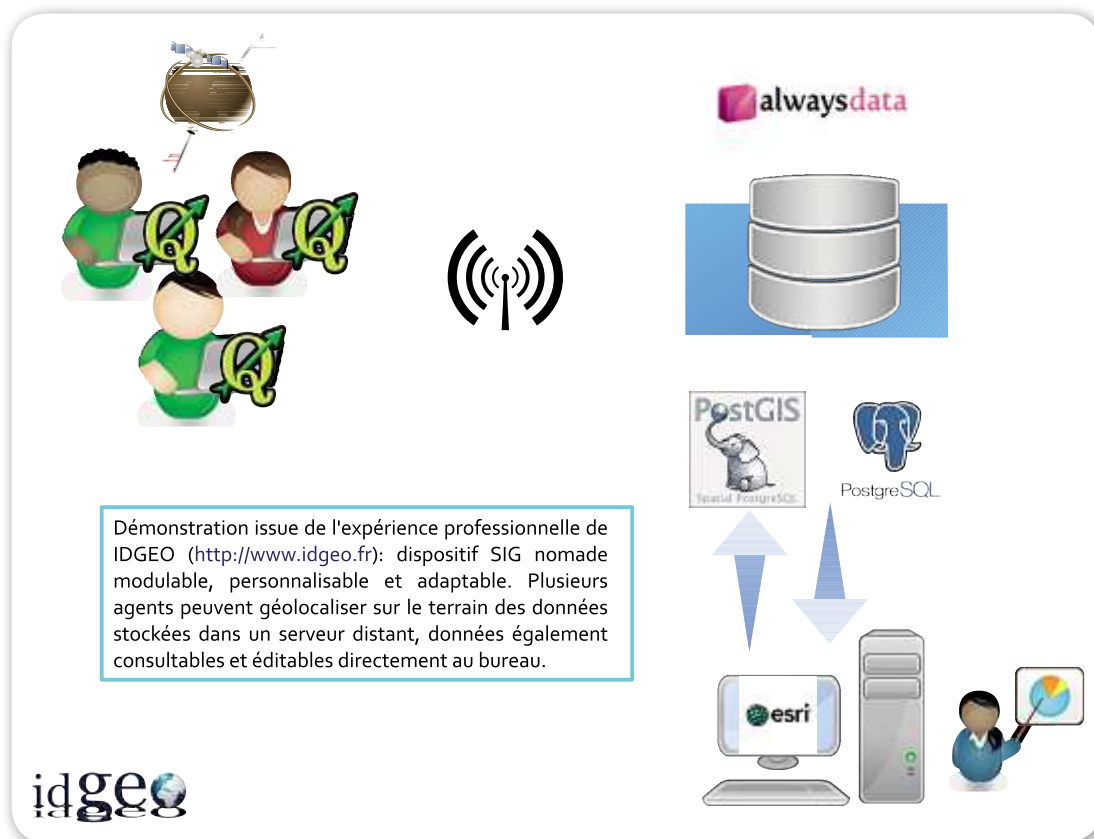 alwaysdata
Q
Q
Q
PostGIS
Spatial PostgreSQL
PostgreSQL
Démonstration issue de l'expérience professionnelle de
IDGEO (http://www.idgeo.fr): dispositif SIG nomade
modulable, personnalisable et adaptable. Plusieurs
agents peuvent géolocaliser sur le terrain des données
stockées dans un serveur distant, données également
consultables et éditables directement au bureau.
esri
idgeo